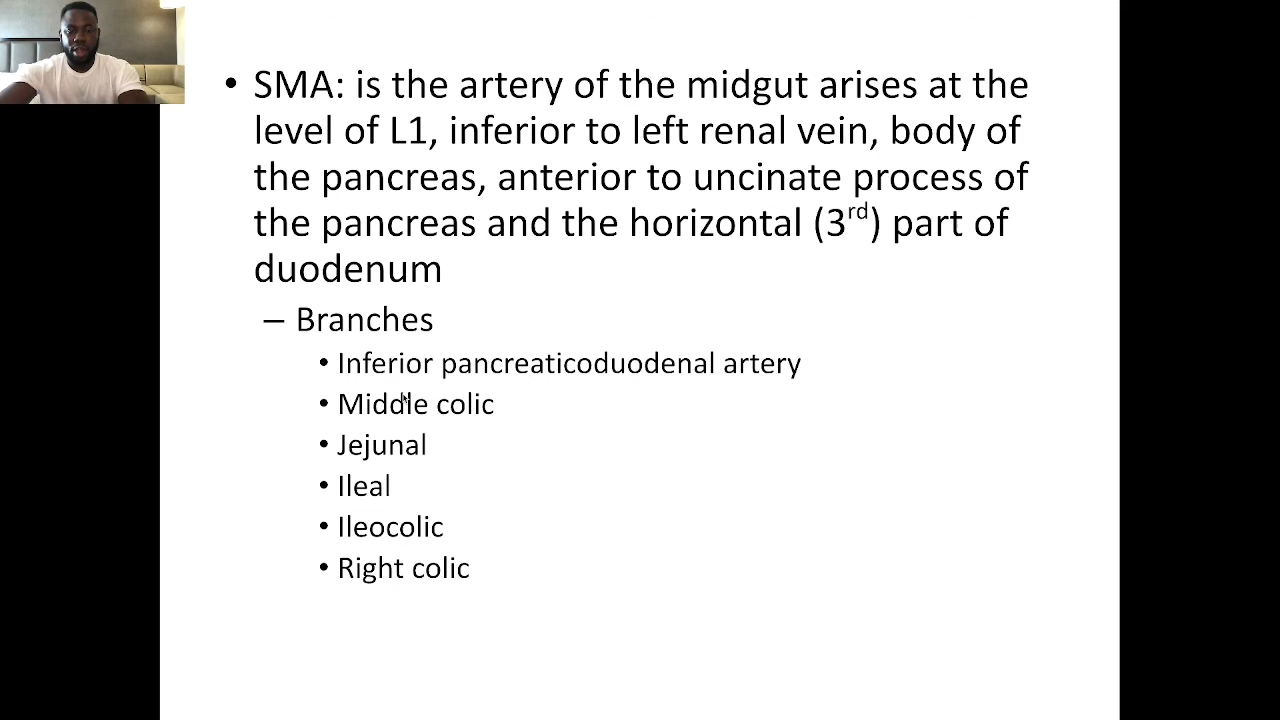 • SMA: is the artery of the midgut arises at the
level of L1, inferior to left renal vein, body of
the pancreas, anterior to uncinate process of
the pancreas and the horizontal (3rd) part of
duodenum
– Branches
• Inferior pancreaticoduodenal artery
• Middle colic
• Jejunal
• Ileal
• Ileocolic
• Right colic